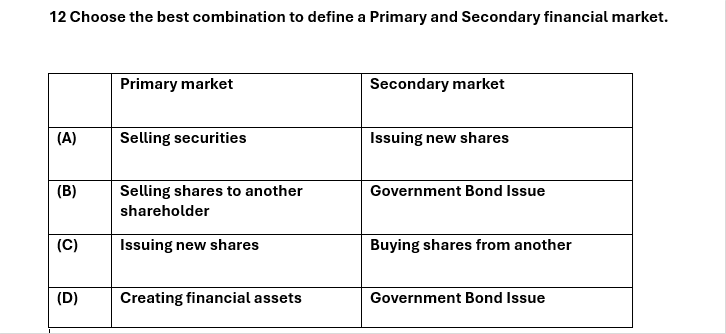 12 Choose the best combination to define a Primary and Secondary financial market.
Primary market Secondary market
(A) Selling securities Issuing new shares
(B) Selling shares to another Government Bond Issue
shareholder
(C) Issuing new shares Buying shares from another
(D) Creating financial assets Government Bond Issue